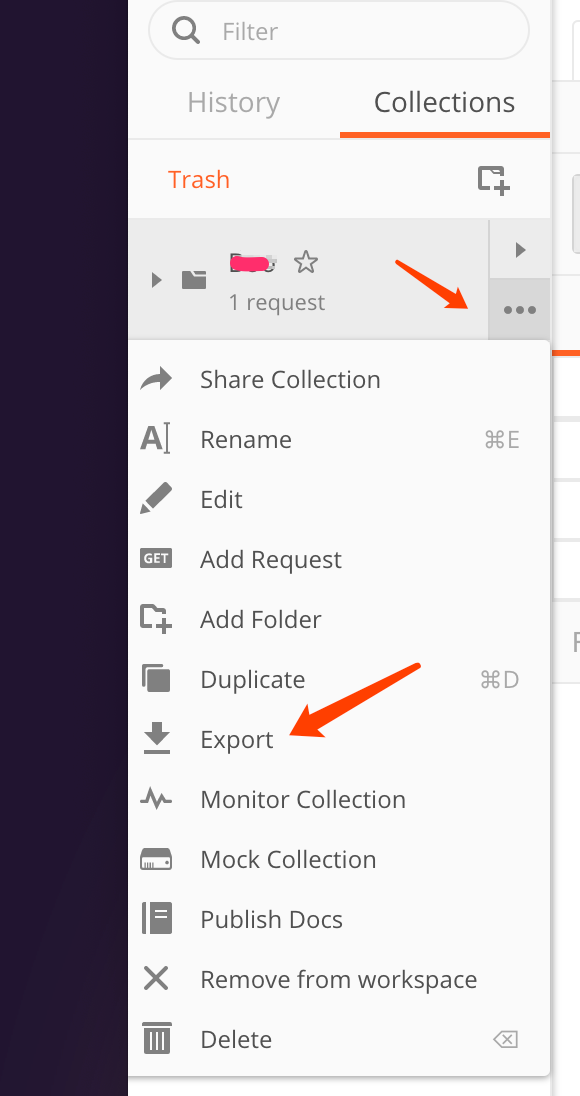 Filter
History Collections
Trash
1 request
Share Collection
Rename ⌘E
Edit
GET Add Request
Add Folder
Duplicate ⌘D
Export
Monitor Collection
Mock Collection
Publish Docs
Remove from workspace
Delete